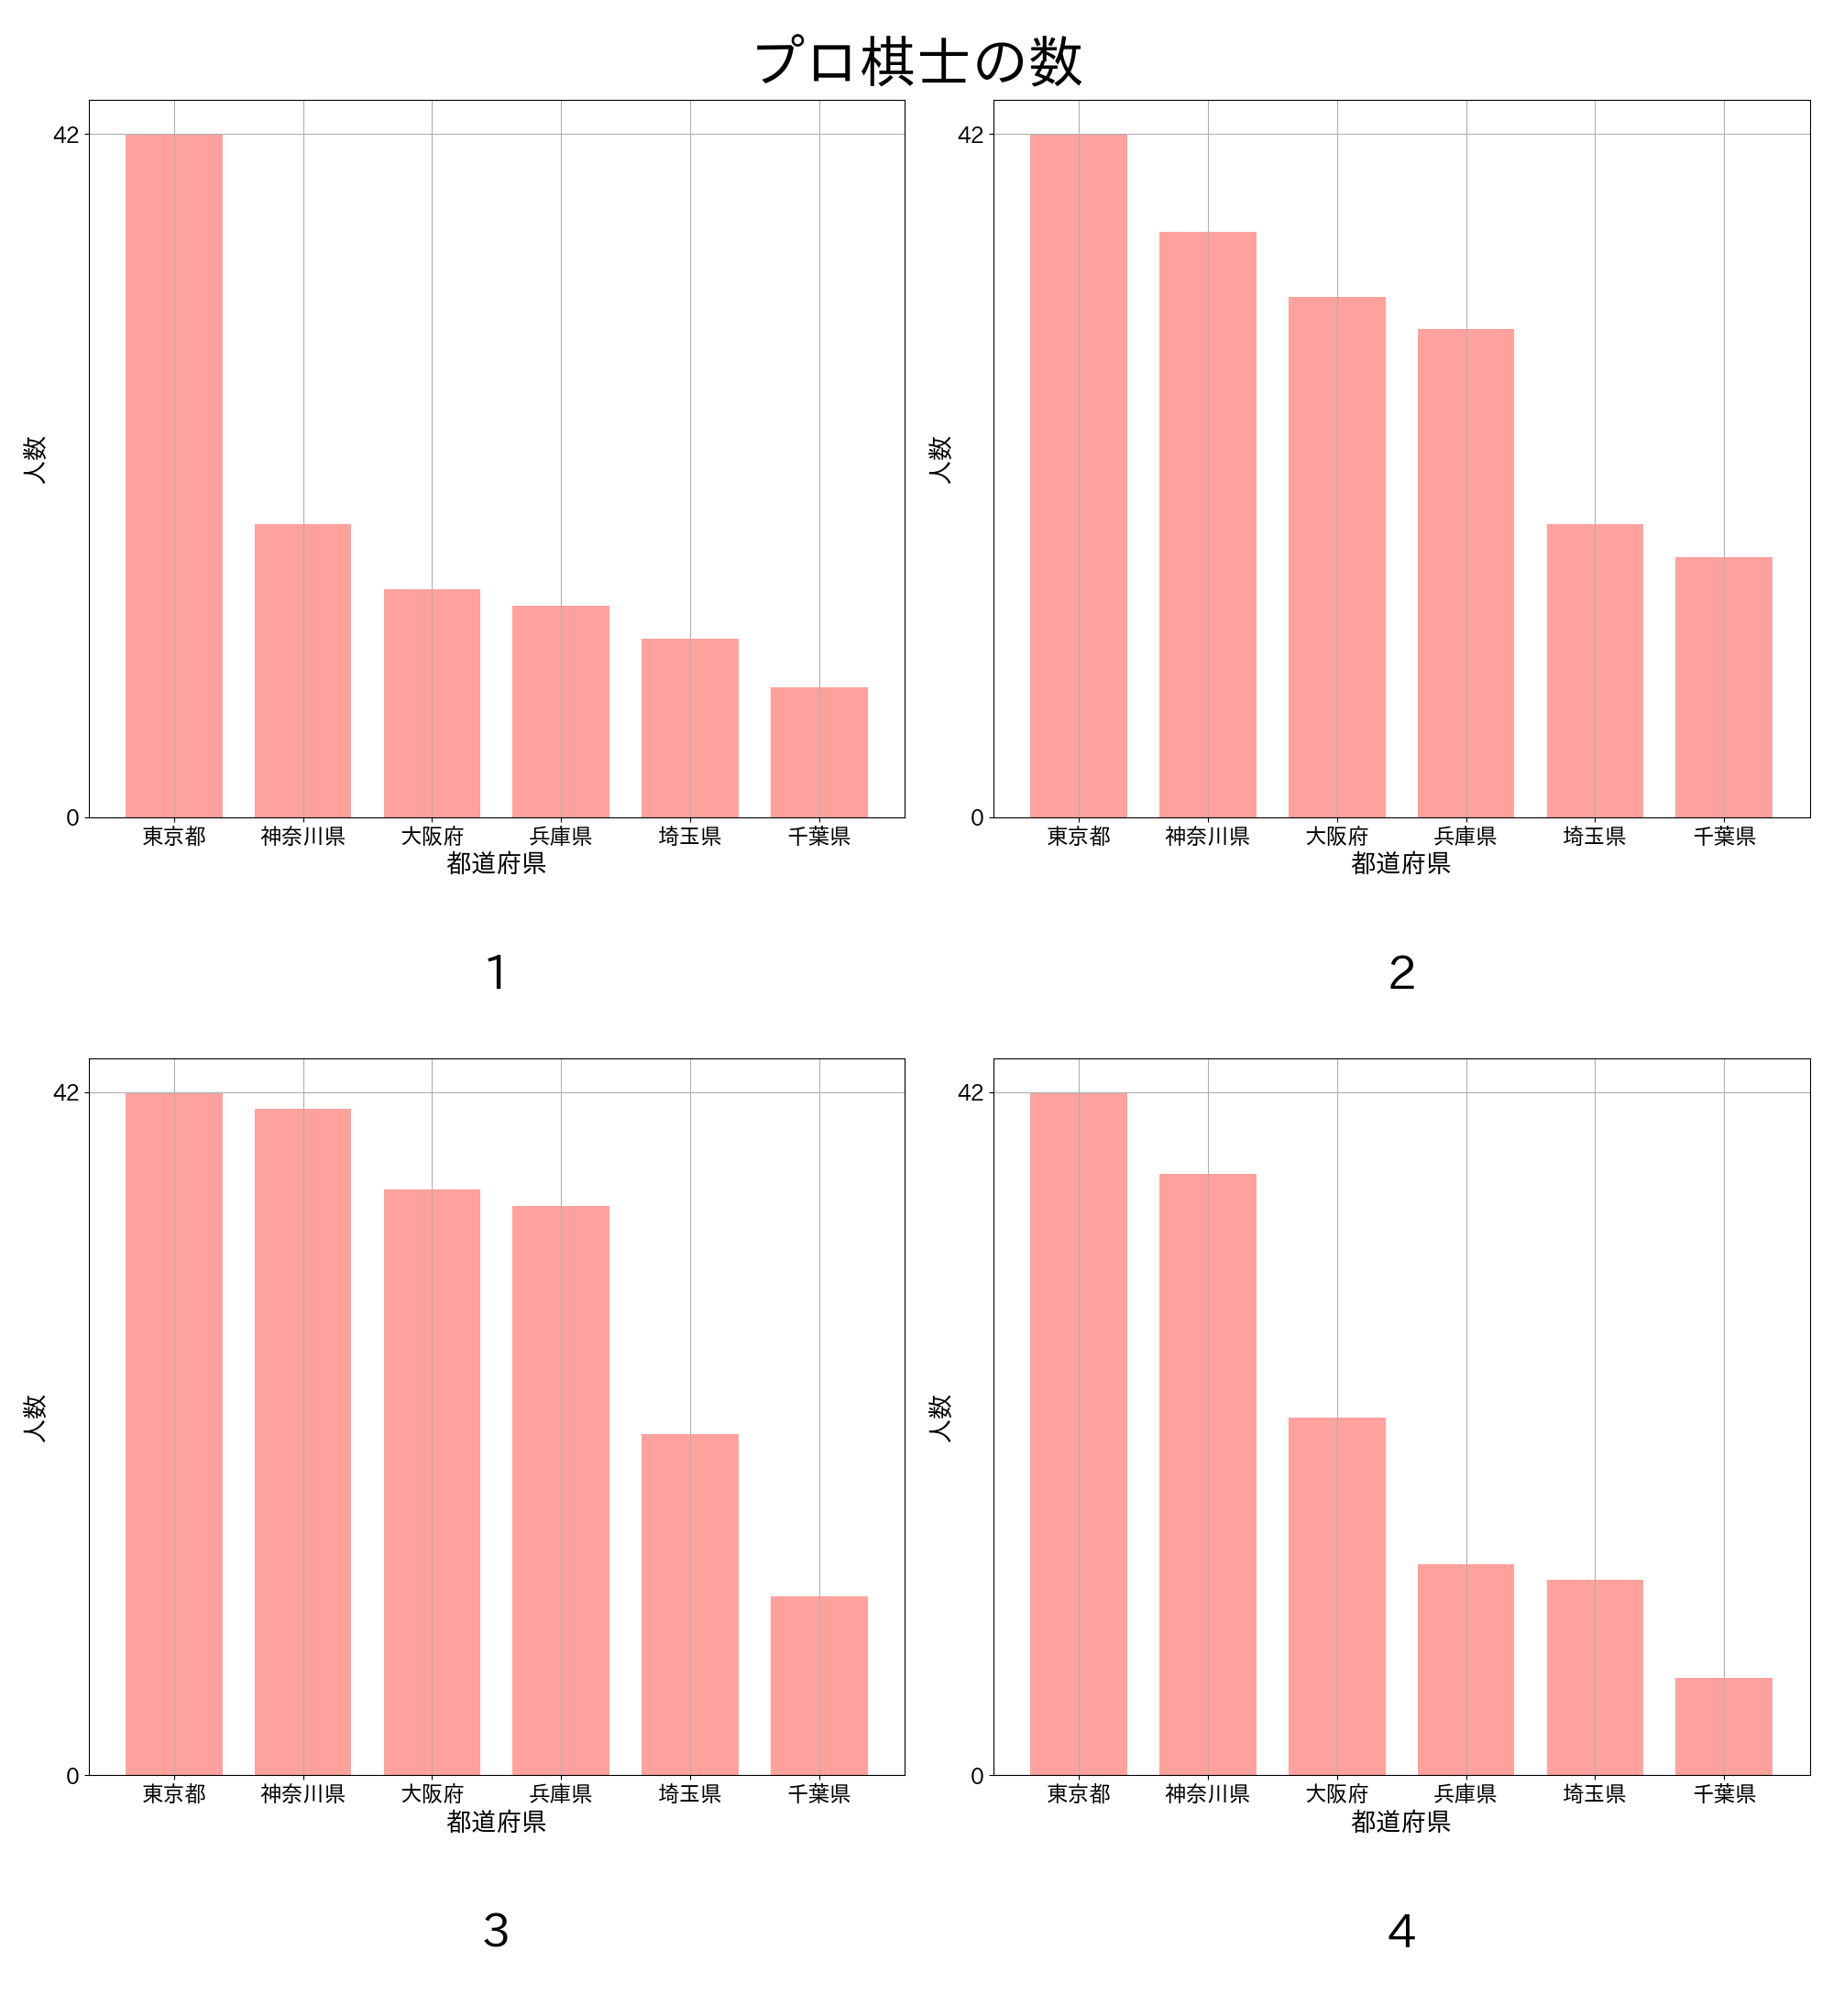 プロ棋士の数
42
0
人数
東京都 神奈川県 大阪府 兵庫県 埼玉県 千葉県
都道府県
1
42
0
人数
東京都 神奈川県 大阪府 兵庫県 埼玉県 千葉県
都道府県
2
42
0
人数
東京都 神奈川県 大阪府 兵庫県 埼玉県 千葉県
都道府県
3
42
0
人数
東京都 神奈川県 大阪府 兵庫県 埼玉県 千葉県
都道府県
4